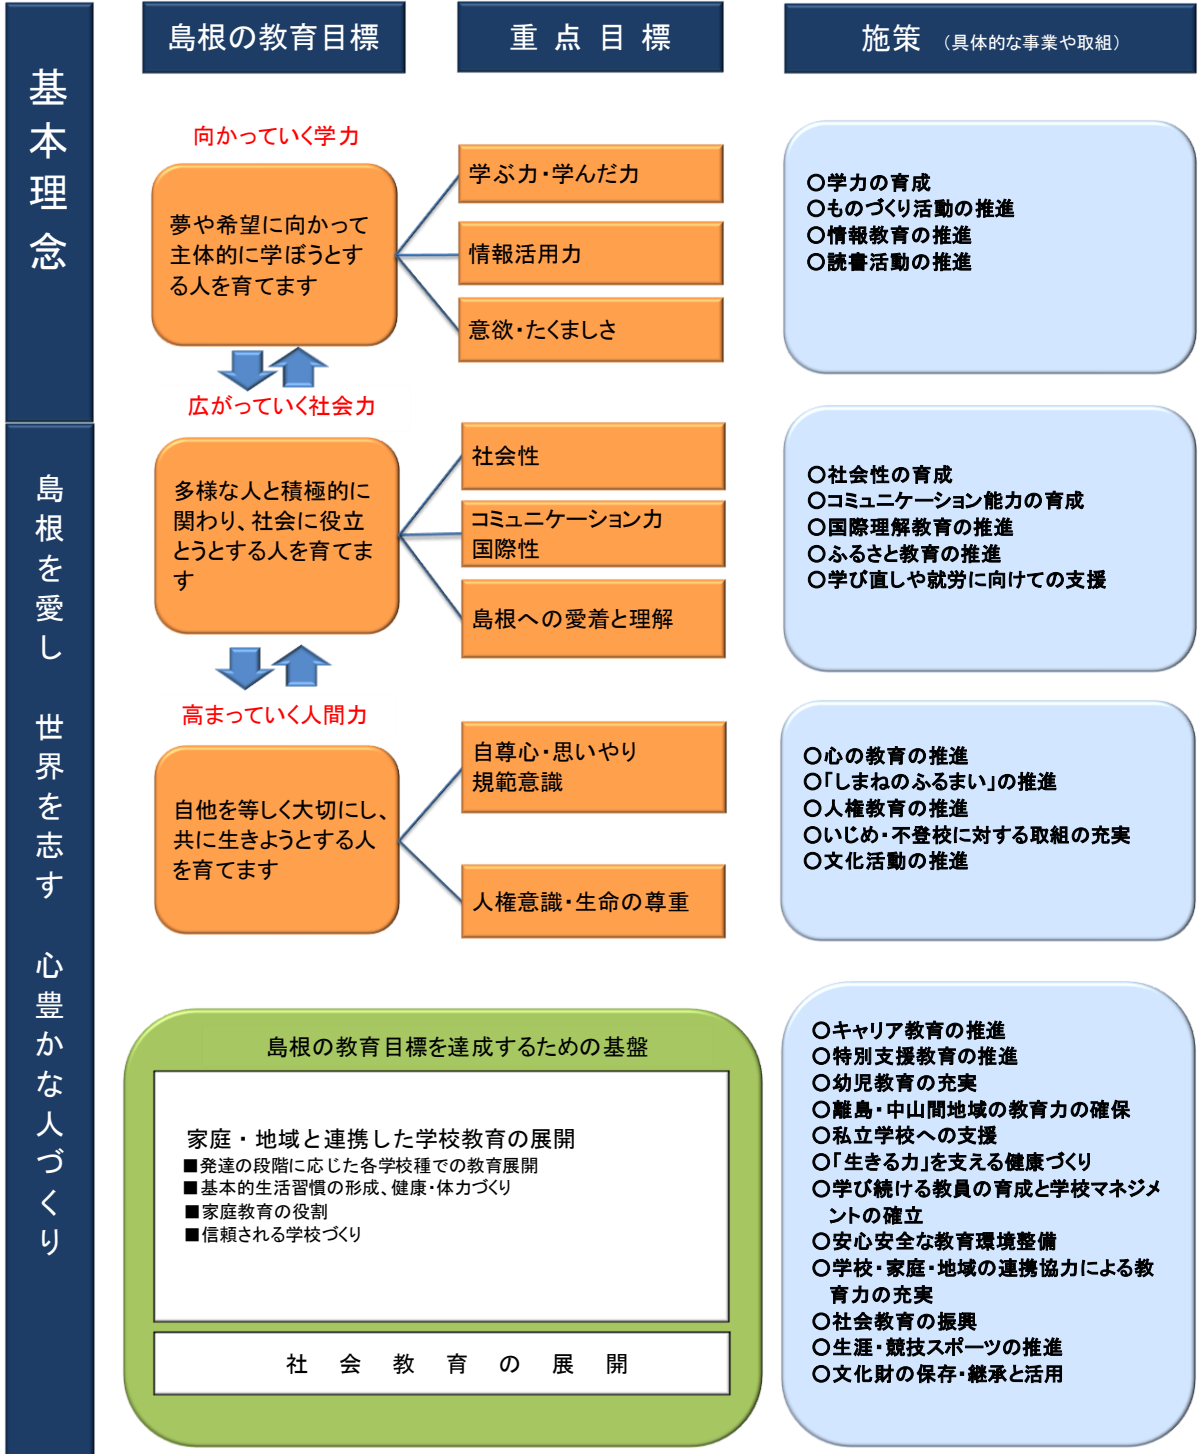 基本理念
島根を愛し 世界を志す 心豊かな人づくり
島根の教育目標
重点目標
施策 (具体的な事業や取組)
向かっていく学力
夢や希望に向かって
主体的に学ぼうとす
る人を育てます
学ぶ力・学んだ力
情報活用力
意欲・たくましさ
○学力の育成
○ものづくり活動の推進
○情報教育の推進
○読書活動の推進
広がっていく社会力
多様な人と積極的に
関わり、社会に役立
とうとする人を育てま
す
社会性
コミュニケーション力
国際性
島根への愛着と理解
○社会性の育成
○コミュニケーション能力の育成
○国際理解教育の推進
○ふるさと教育の推進
○学び直しや就労に向けての支援
高まっていく人間力
自他を等しく大切にし、
共に生きようとする人
を育てます
自尊心・思いやり
規範意識
人権意識・生命の尊重
○心の教育の推進
○「しまねのふるまい」の推進
○人権教育の推進
○いじめ・不登校に対する取組の充実
○文化活動の推進
島根の教育目標を達成するための基盤
家庭・地域と連携した学校教育の展開
■発達の段階に応じた各学校種での教育展開
■基本的生活習慣の形成、健康・体力づくり
■家庭教育の役割
■信頼される学校づくり
社会教育の展開
○キャリア教育の推進
○特別支援教育の推進
○幼児教育の充実
○離島・中山間地域の教育力の確保
○私立学校への支援
○「生きる力」を支える健康づくり
○学び続ける教員の育成と学校マネジメ
ントの確立
○安心安全な教育環境整備
○学校・家庭・地域の連携協力による教
育力の充実
○社会教育の振興
○生涯・競技スポーツの推進
○文化財の保存・継承と活用